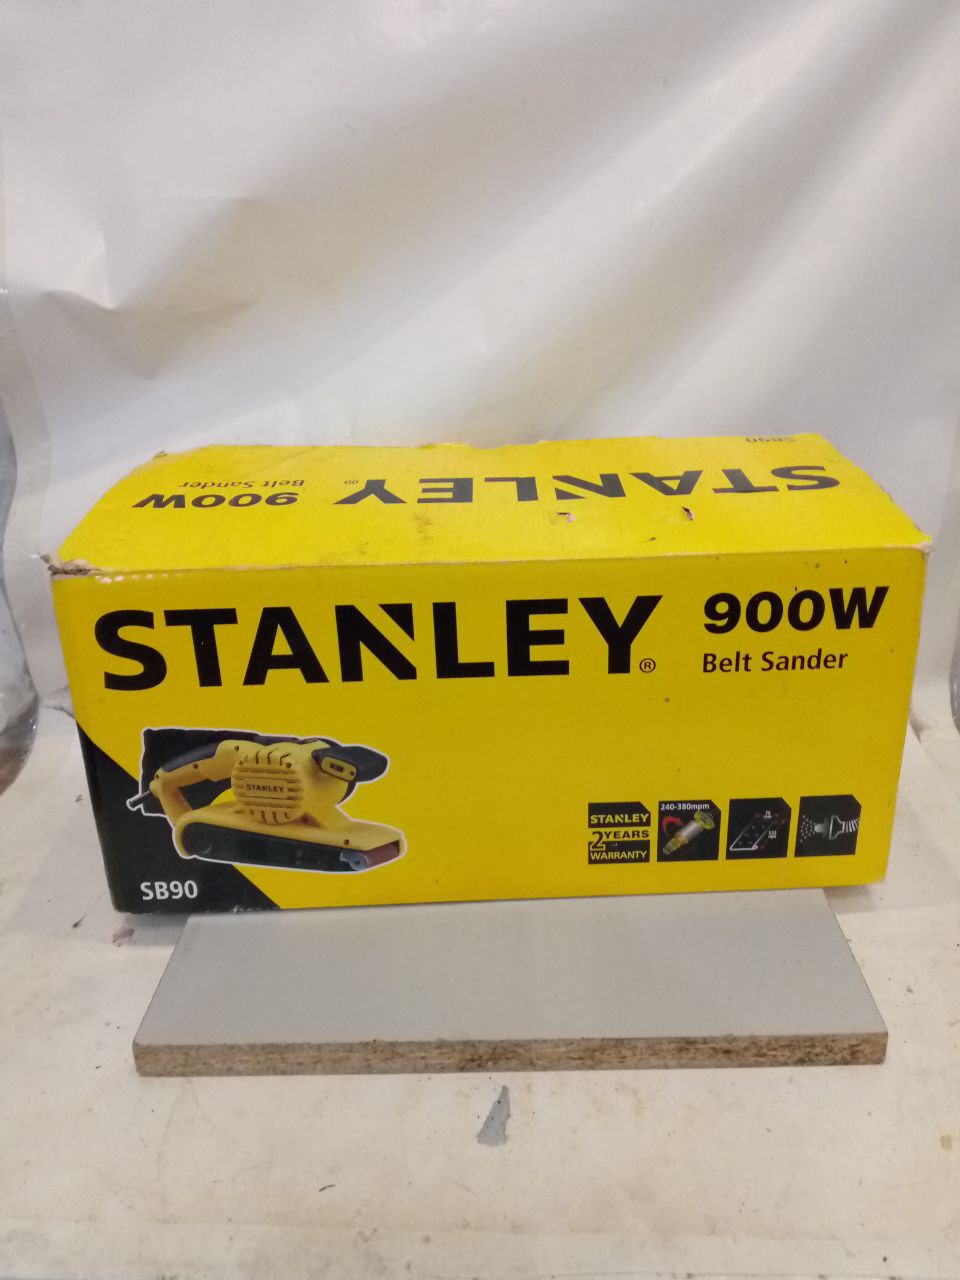 SB90
STANLEY® 900W
Belt Sander
STANLEY® 900W
Belt Sander
STANLEY
SB90
STANLEY
2 YEARS
WARRANTY
240-380mpm